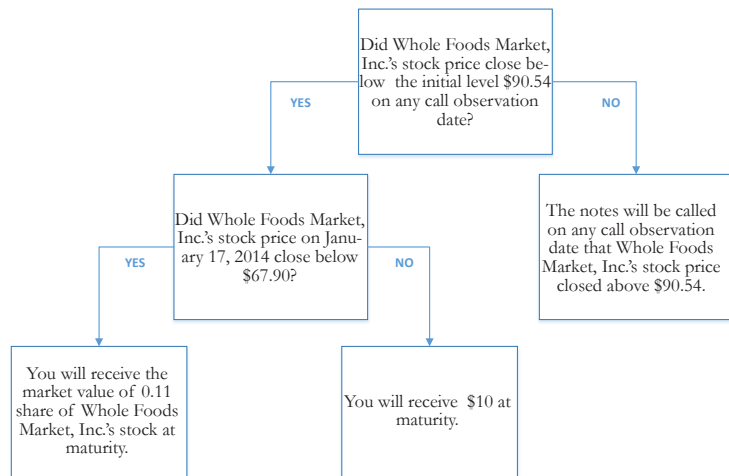 Did Whole Foods Market,
Inc.'s stock price close be-
low the initial level $90.54
on any call observation
date?
YES
NO
Did Whole Foods Market,
Inc.'s stock price on Janu-
ary 17, 2014 close below
$67.90?
The notes will be called
on any call observation
date that Whole Foods
Market, Inc.'s stock price
closed above $90.54.
YES
NO
You will receive the
market value of 0.11
share of Whole Foods
Market, Inc.'s stock at
maturity.
You will receive $10 at
maturity.